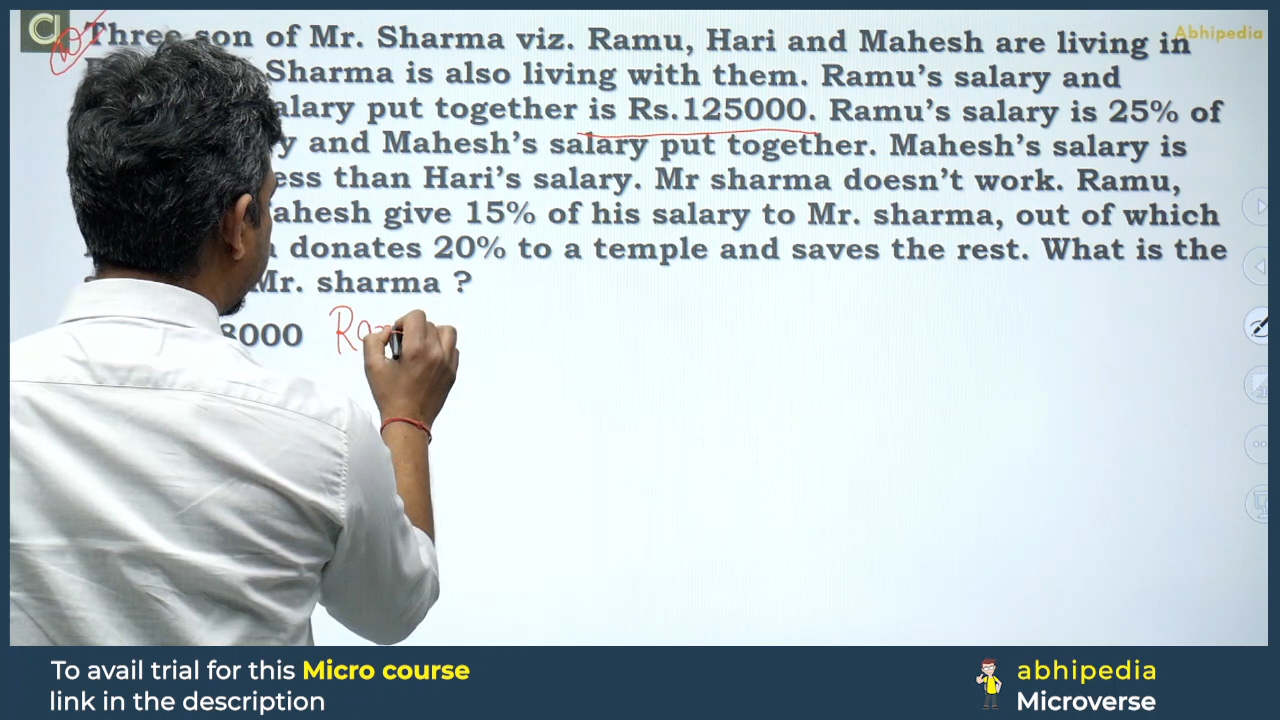 Three son of Mr. Sharma viz. Ramu, Hari and Mahesh are living in
Abhipedia
Sharma is also living with them. Ramu's salary and
alary put together is Rs.125000. Ramu's salary is 25% of
y and Mahesh's salary put together. Mahesh's salary is
ess than Hari's salary. Mr sharma doesn't work. Ramu,
ahesh give 15% of his salary to Mr. sharma, out of which
donates 20% to a temple and saves the rest. What is the
Mr. sharma ?
8000
To avail trial for this Micro course
link in the description
abhipedia
Microverse